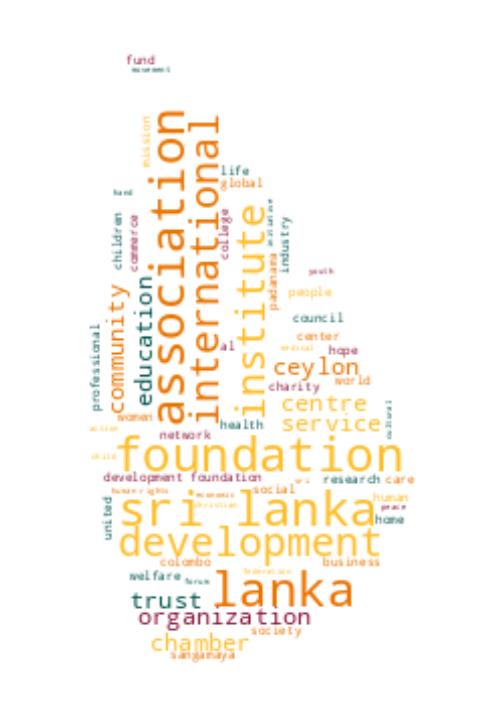 fund
movement
mission
association
international
life
global
hand
children
commerce
college
institute
initiative
industry
padanama
youth
people
community
education
professional
council
center
al
medical
hope
ceylon
world
charity
women
centre
cultural
service
health
action
network
foundation
child
development foundation
sri
research
care
human rights
economic
social
human
christian
peace
united
sri lanka
home
development
colombo
business
welfare
forum
federation
lanka
trust
organization
society
chamber
sangamaya